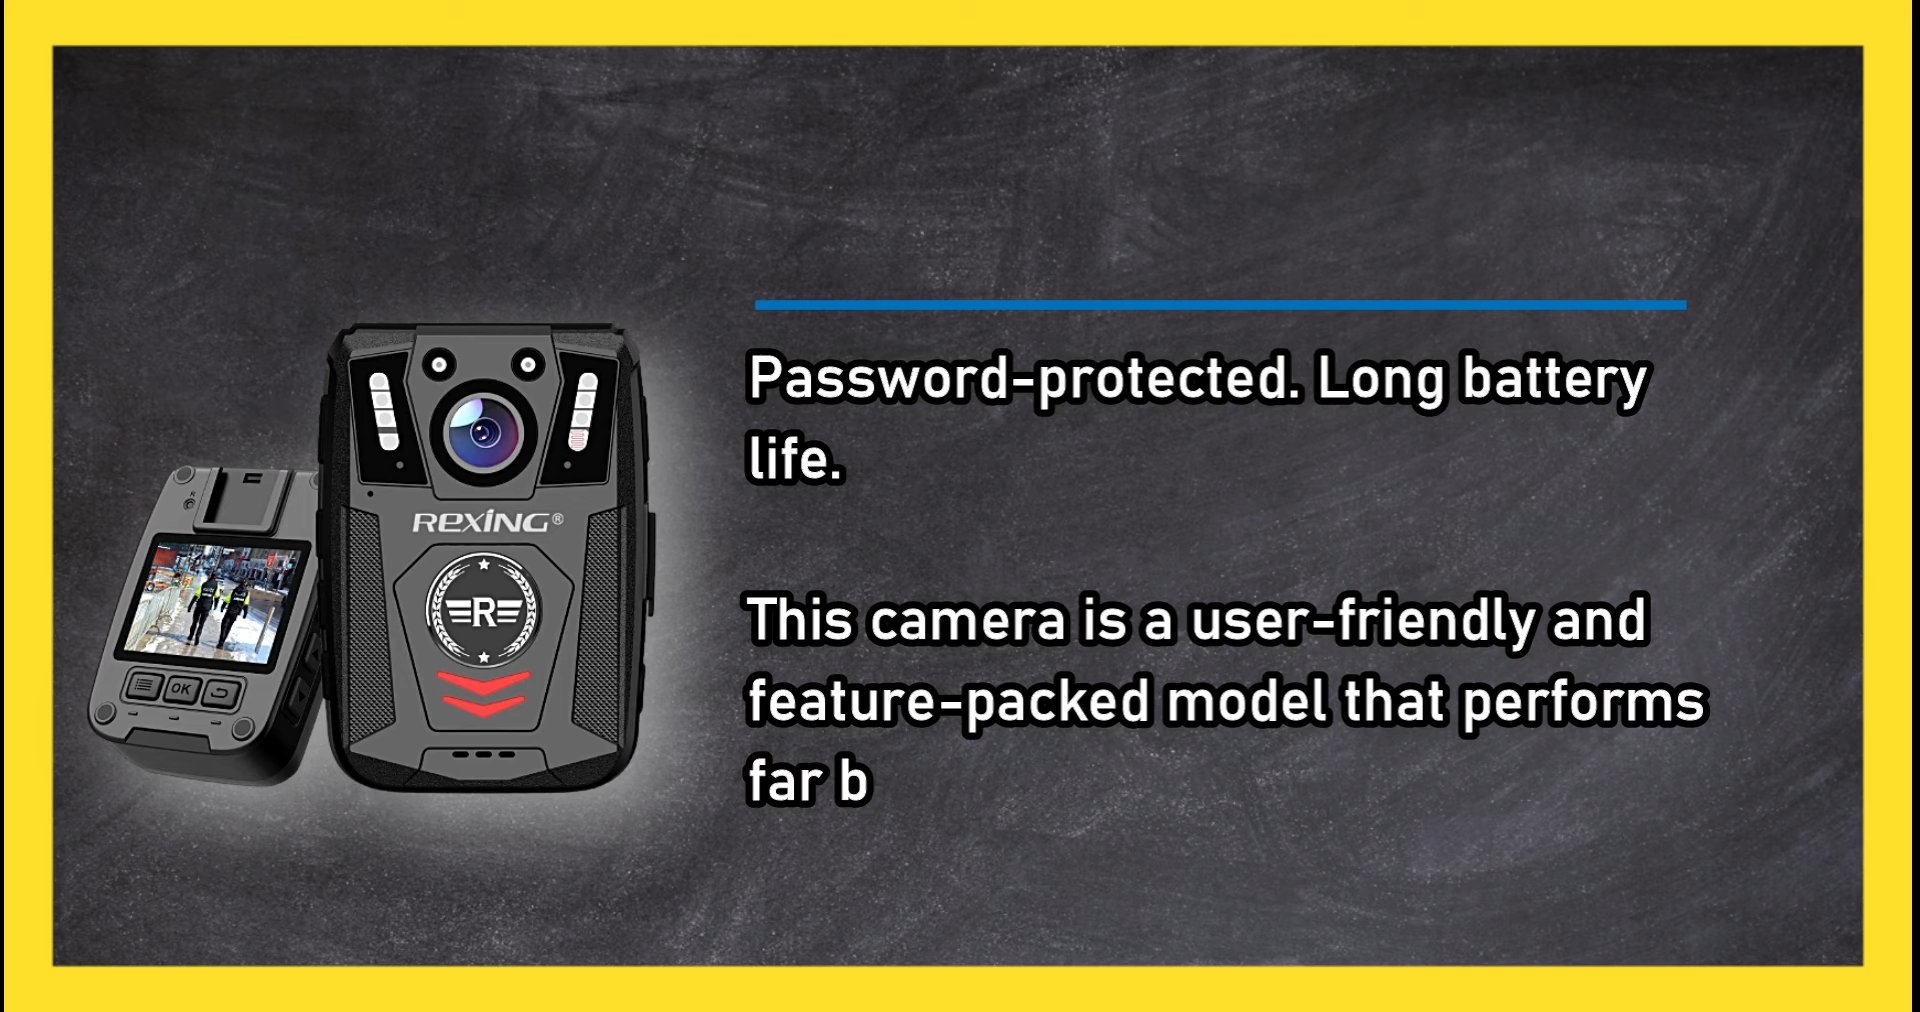 Password-protected. Long battery
life.
This camera is a user-friendly and
feature-packed model that performs
far b
REXING®
R
OK